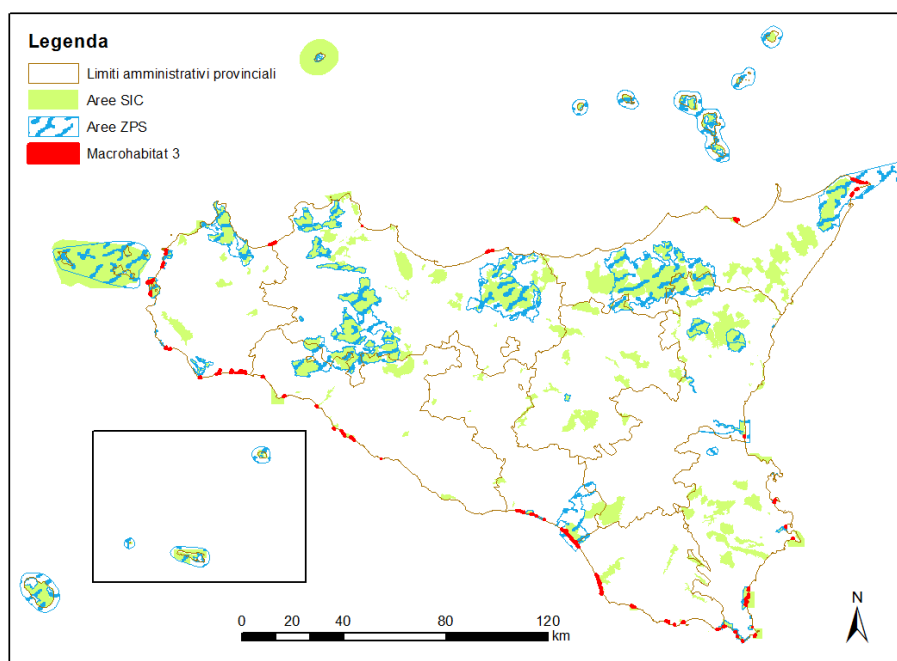 Legenda
Limiti amministrativi provinciali
Aree SIC
Aree ZPS
Macrohabitat 3
N
0 20 40 80 120
km